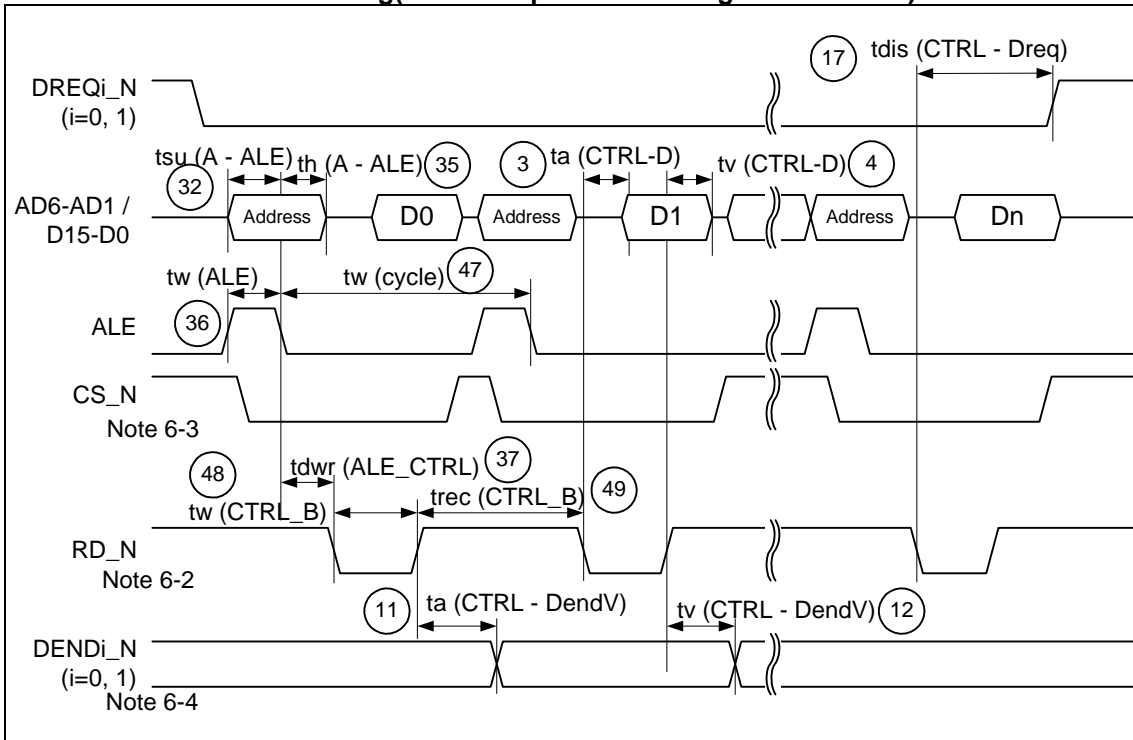 17 tdis (CTRL - Dreq)
DREQi_N
(i=0, 1)
tsu (A - ALE) th (A - ALE) 35 3 ta (CTRL-D) tv (CTRL-D) 4
32
AD6-AD1 / Address D0 Address D1 Address Dn
D15-D0
tw (ALE) tw (cycle) 47
36 ALE
CS_N
Note 6-3
48 tdwr (ALE_CTRL) 37
tw (CTRL_B) trec (CTRL_B) 49
RD_N
Note 6-2
11 ta (CTRL - DendV) tv (CTRL - DendV) 12
DENDi_N
(i=0, 1)
Note 6-4